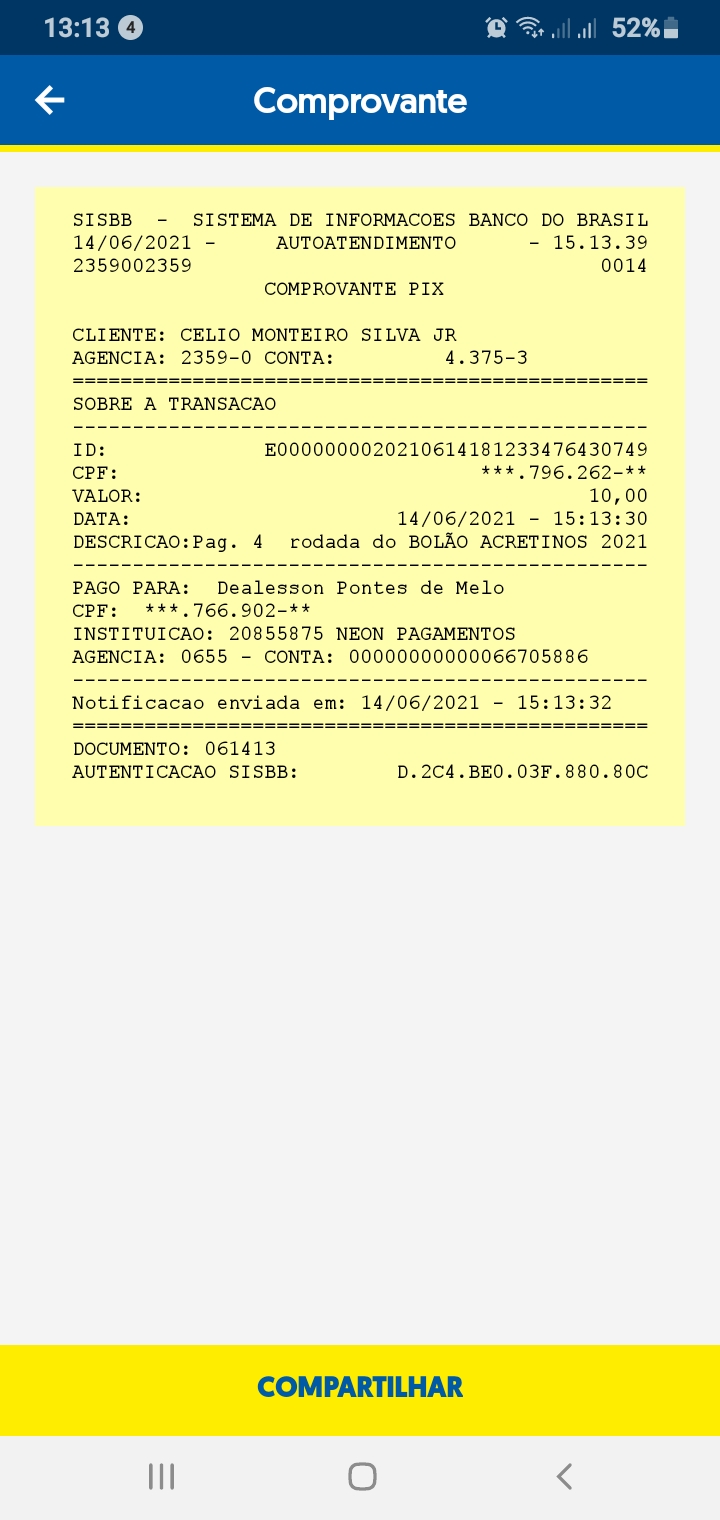 13:13 4 52%
Comprovante
SISBB - SISTEMA DE INFORMACOES BANCO DO BRASIL
14/06/2021 - AUTOATENDIMENTO - 15.13.39
2359002359 0014
COMPROVANTE PIX
CLIENTE: CELIO MONTEIRO SILVA JR
AGENCIA: 2359-0 CONTA: 4.375-3
================================================
SOBRE A TRANSACAO
------------------------------------------------
ID: E0000000020210614181233476430749
CPF: ***.796.262-**
VALOR: 10,00
DATA: 14/06/2021 - 15:13:30
DESCRICAO:Pag. 4 rodada do BOLÃO ACRETINOS 2021
------------------------------------------------
PAGO PARA: Dealesson Pontes de Melo
CPF: ***.766.902-**
INSTITUICAO: 20855875 NEON PAGAMENTOS
AGENCIA: 0655 - CONTA: 00000000000066705886
------------------------------------------------
Notificacao enviada em: 14/06/2021 - 15:13:32
================================================
DOCUMENTO: 061413
AUTENTICACAO SISBB: D.2C4.BE0.03F.880.80C
COMPARTILHAR